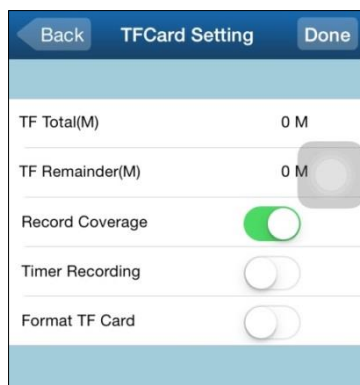 Back TFCard Setting Done
TF Total(M) 0 M
TF Remainder(M) 0 M
Record Coverage
Timer Recording
Format TF Card